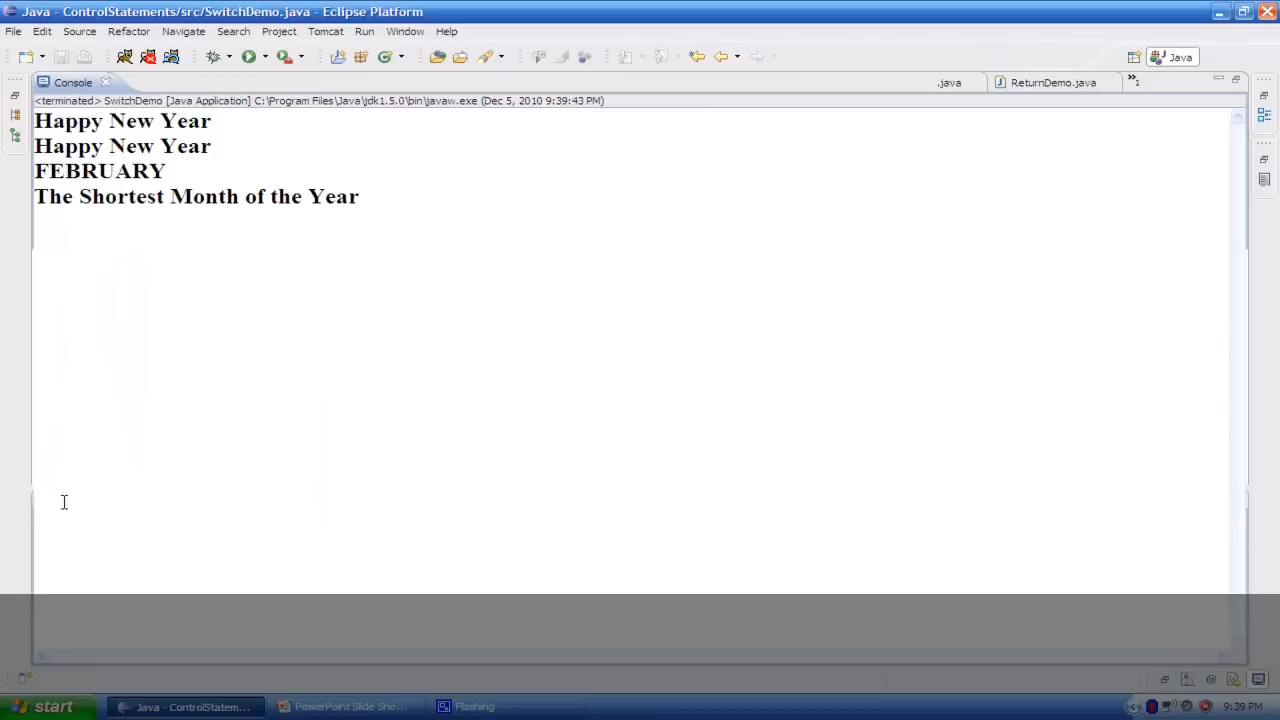 Java - ControlStatements/src/SwitchDemo.java - Eclipse Platform
File Edit Source Refactor Navigate Search Project Tomcat Run Window Help
Java
Console .java ReturnDemo.java »1
<terminated> SwitchDemo [Java Application] C:\Program Files\Java\jdk1.5.0\bin\javaw.exe (Dec 5, 2010 9:39:43 PM)
Happy New Year
Happy New Year
FEBRUARY
The Shortest Month of the Year
start Java - ControlStatem... PowerPoint Slide Sho... Flashing 9:39 PM